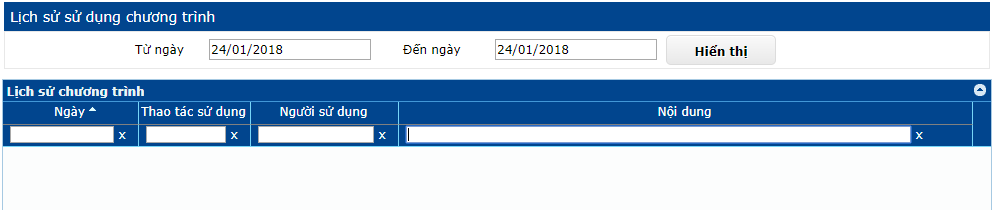 Lịch sử sử dụng chương trình
Từ ngày 24/01/2018 Đến ngày 24/01/2018 Hiển thị
Lịch sử chương trình
Ngày Thao tác sử dụng Người sử dụng Nội dung
x x x x